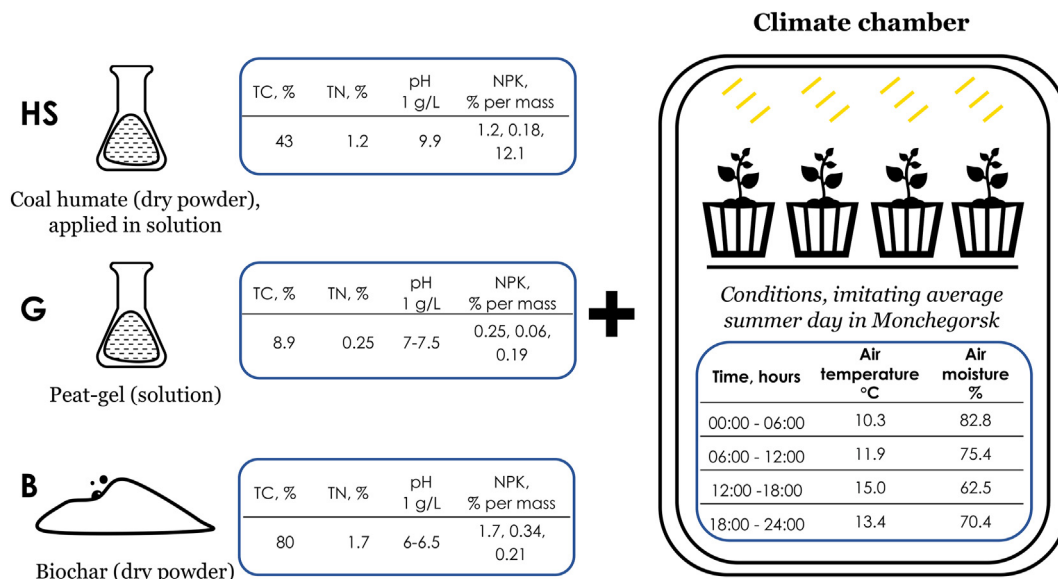 Climate chamber
HS
Coal humate (dry powder),
applied in solution
TC, % TN, % pH 1 g/L NPK, % per mass
43 1.2 9.9 1.2, 0.18, 12.1
G
Peat-gel (solution)
TC, % TN, % pH 1 g/L NPK, % per mass
8.9 0.25 7-7.5 0.25, 0.06, 0.19
B
Biochar (dry powder)
TC, % TN, % pH 1 g/L NPK, % per mass
80 1.7 6-6.5 1.7, 0.34, 0.21
+
Conditions, imitating average
summer day in Monchegorsk
Time, hours Air temperature °C Air moisture %
00:00 - 06:00 10.3 82.8
06:00 - 12:00 11.9 75.4
12:00 -18:00 15.0 62.5
18:00 - 24:00 13.4 70.4